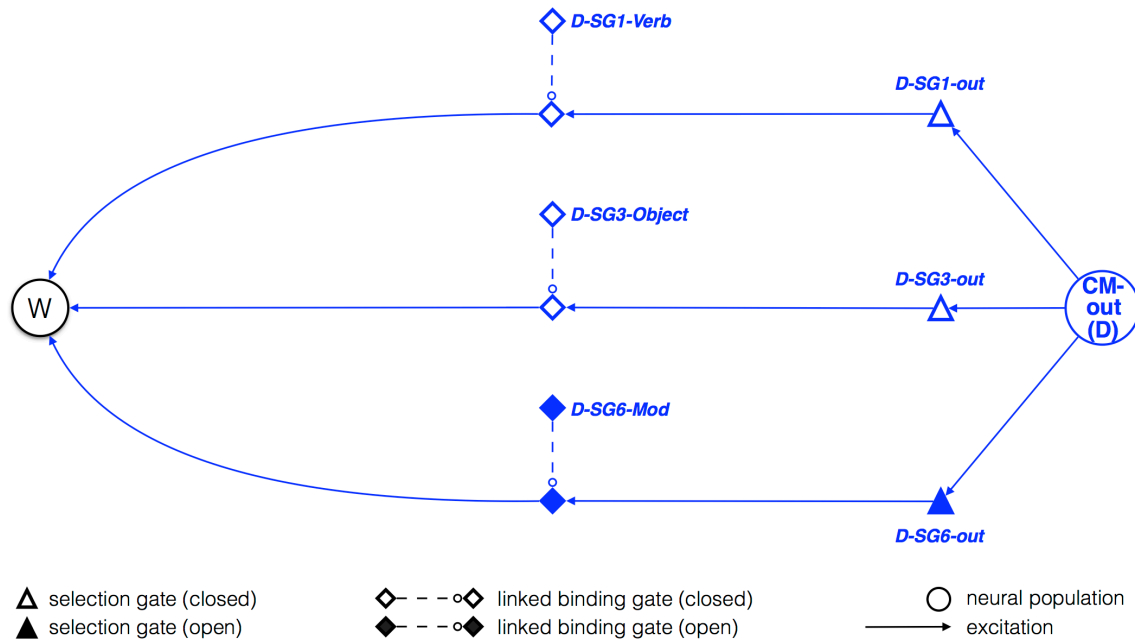 D-SG1-Verb
D-SG1-out
D-SG3-Object
D-SG3-out
W
CM-
out
(D)
D-SG6-Mod
D-SG6-out
selection gate (closed)
linked binding gate (closed)
neural population
selection gate (open)
linked binding gate (open)
excitation